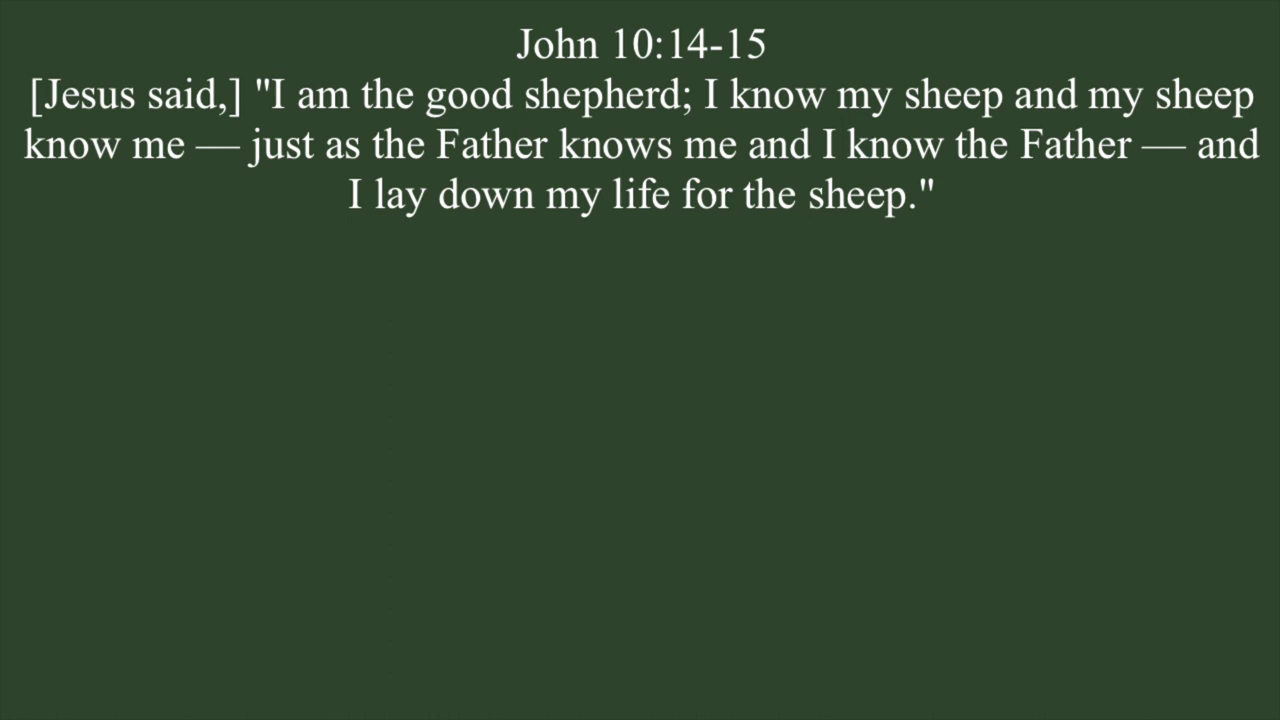 John 10:14-15
[Jesus said,] "I am the good shepherd; I know my sheep and my sheep
know me — just as the Father knows me and I know the Father — and
I lay down my life for the sheep."